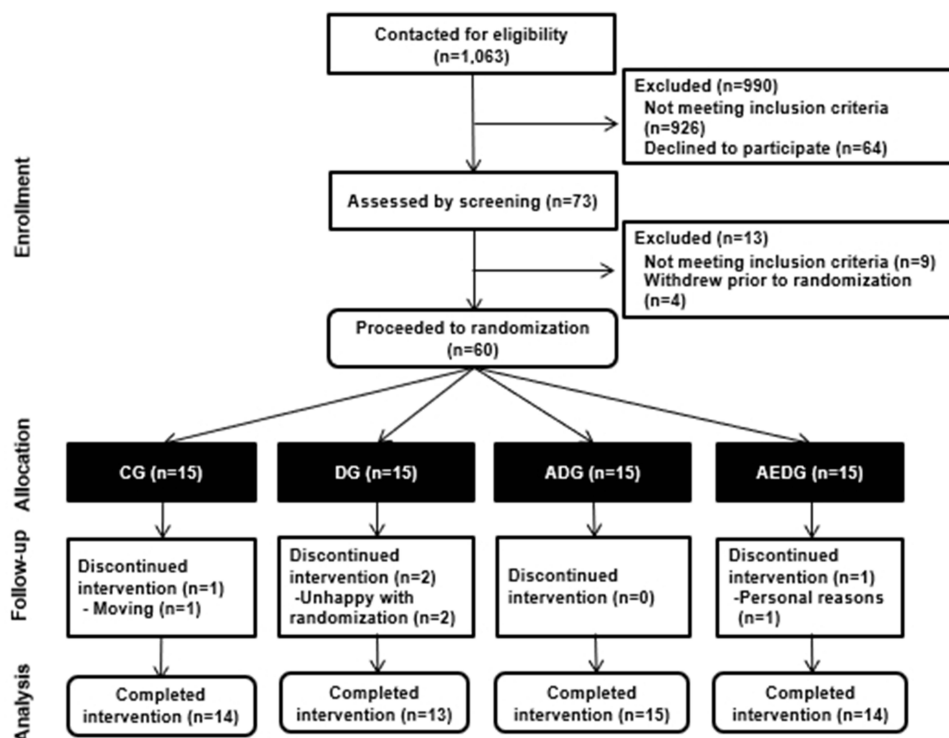 Contacted for eligibility
(n=1,063)
Excluded (n=990)
Not meeting inclusion criteria
(n=926)
Declined to participate (n=64)
Enrollment
Assessed by screening (n=73)
Excluded (n=13)
Not meeting inclusion criteria (n=9)
Withdrew prior to randomization
(n=4)
Proceeded to randomization
(n=60)
Allocation
CG (n=15)
DG (n=15)
ADG (n=15)
AEDG (n=15)
Follow-up
Discontinued
intervention (n=1)
- Moving (n=1)
Discontinued
intervention (n=2)
-Unhappy with
randomization (n=2)
Discontinued
intervention (n=0)
Discontinued
intervention (n=1)
-Personal reasons
(n=1)
Analysis
Completed
intervention (n=14)
Completed
intervention (n=13)
Completed
intervention (n=15)
Completed
intervention (n=14)